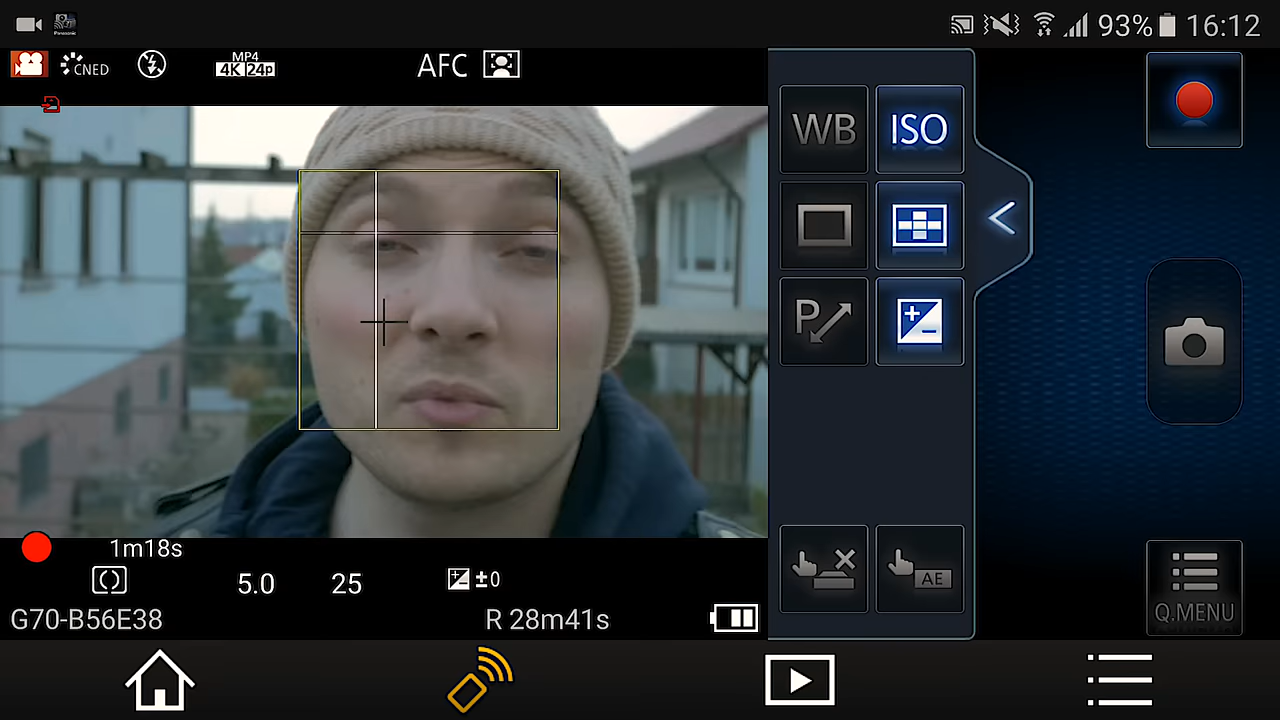 93% 16:12
CNED
MP4
4K 24p
AFC
WB
ISO
P
1m18s
5.0
25
±0
AE
G70-B56E38
R 28m41s
Q.MENU